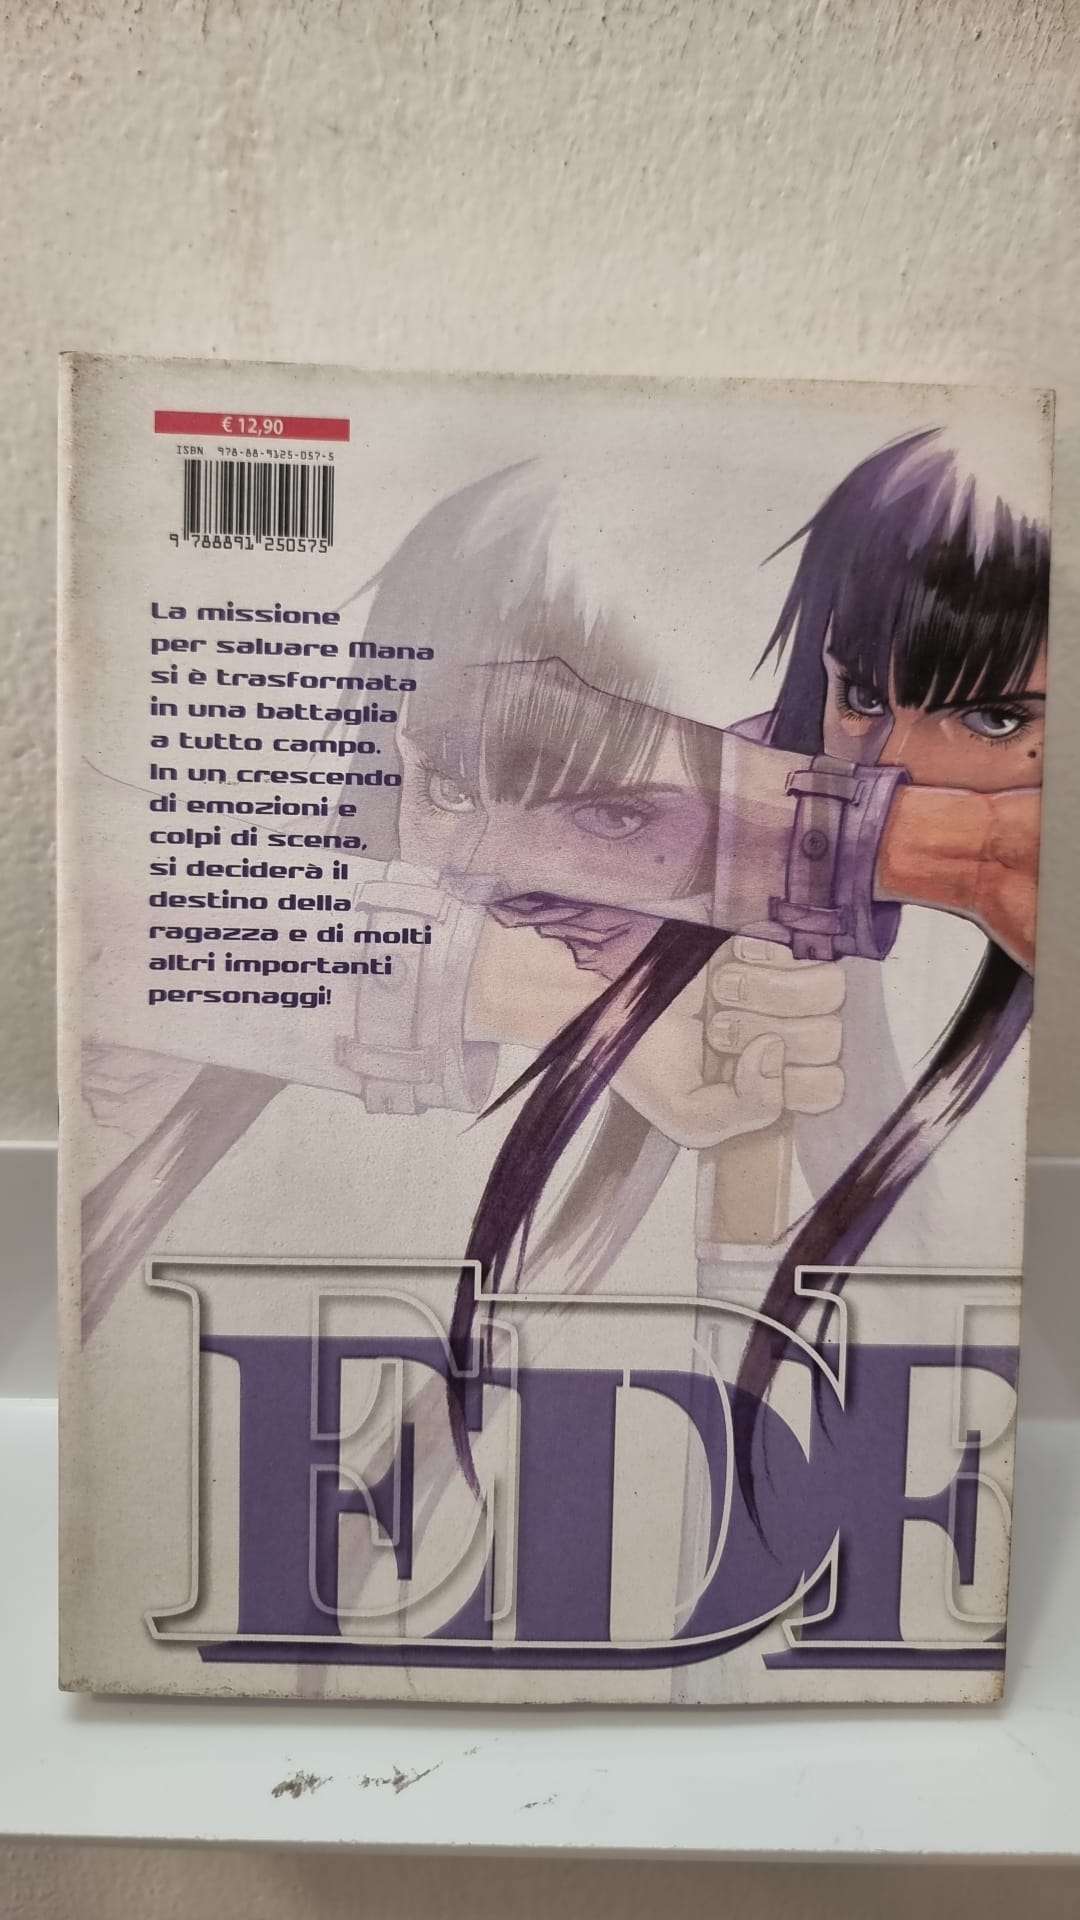 € 12,90
ISBN 978-88-9125-057-5
9 788891 250575
La missione
per salvare Mana
si è trasformata
in una battaglia
a tutto campo.
In un crescendo
di emozioni e
colpi di scena,
si deciderà il
destino della
ragazza e di molti
altri importanti
personaggi!
EDE